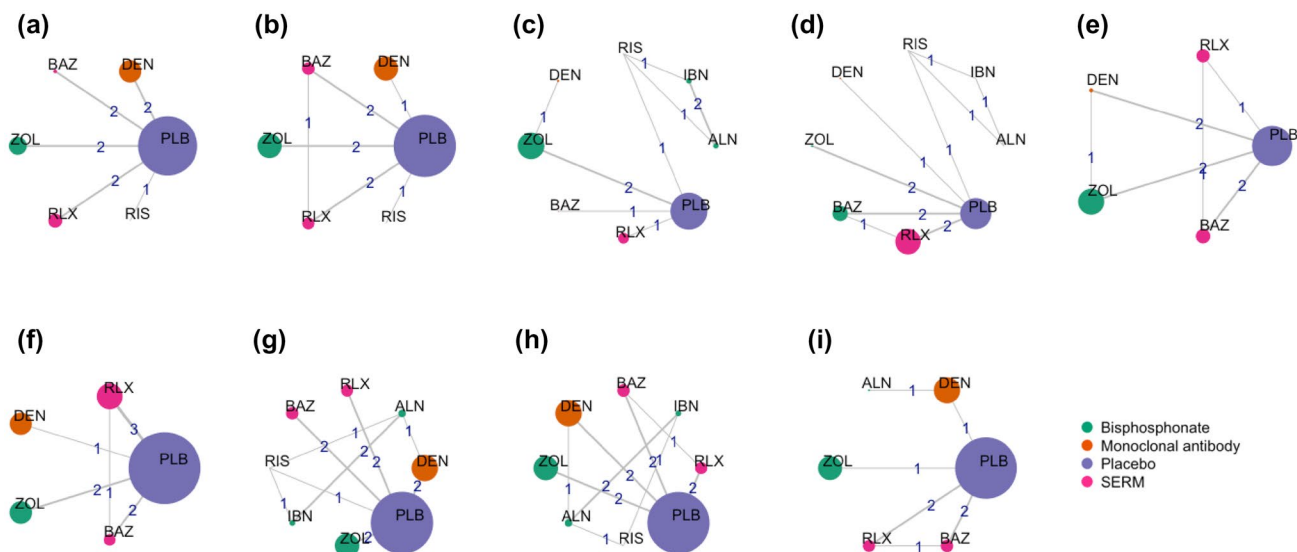 (a) (b) (c) (d) (e)
BAZ DEN
2 2
ZOL 2 PLB
2 1
RLX RIS
BAZ DEN
2 1
ZOL 1 2 PLB
2 1
RLX RIS
RIS
DEN 1 IBN
1 2
ZOL 1 ALN
1
2
BAZ 1 PLB
RLX 1
RIS
DEN 1 IBN
1 1
ALN
1 1
ZOL
2
BAZ 2 PLB
1 RLX 2
RLX
DEN 1
2 PLB
1 2 1
ZOL 2
BAZ
(f) (g) (h) (i)
RLX
DEN 3
1 PLB
2 1
ZOL 2
BAZ
RLX
BAZ ALN
2 1 1
RIS 2 2 DEN
1 1 2
IBN PLB
ZOL 2
BAZ
DEN IBN
1
ZOL 2 1 RLX
1 2 2 2 2
ALN PLB
1 RIS
ALN 1 DEN
1
ZOL 1 PLB
2 2
RLX 1 BAZ
Bisphosphonate
Monoclonal antibody
Placebo
SERM